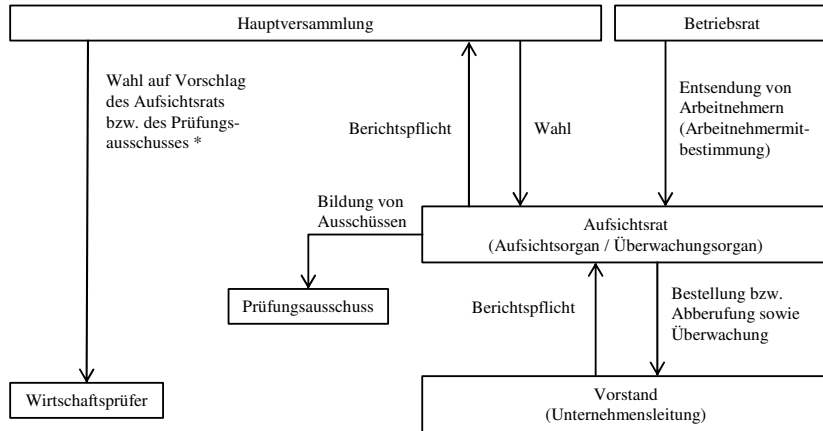 Hauptversammlung
Betriebsrat
Wahl auf Vorschlag
des Aufsichtsrats
bzw. des Prüfungs-
ausschusses *
Berichtspflicht
Wahl
Entsendung von
Arbeitnehmern
(Arbeitnehmermit-
bestimmung)
Bildung von
Ausschüssen
Aufsichtsrat
(Aufsichtsorgan / Überwachungsorgan)
Prüfungsausschuss
Berichtspflicht
Bestellung bzw.
Abberufung sowie
Überwachung
Wirtschaftsprüfer
Vorstand
(Unternehmensleitung)